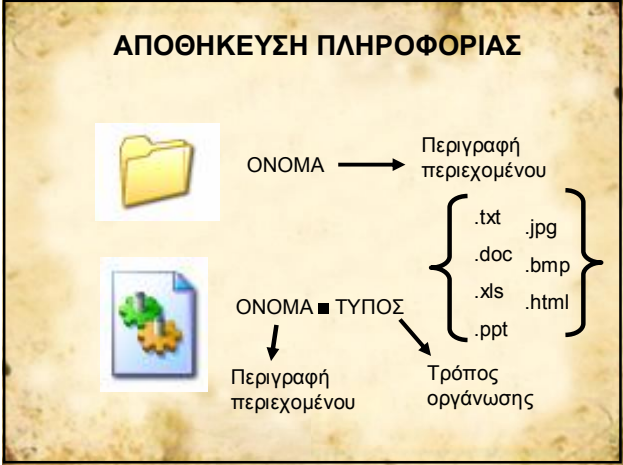 ΑΠΟΘΗΚΕΥΣΗ ΠΛΗΡΟΦΟΡΙΑΣ
ΟΝΟΜΑ
Περιγραφή
περιεχομένου
ΟΝΟΜΑ ■ ΤΥΠΟΣ
.txt
.doc
.xls
.ppt
.jpg
.bmp
.html
Περιγραφή
περιεχομένου
Τρόπος
οργάνωσης